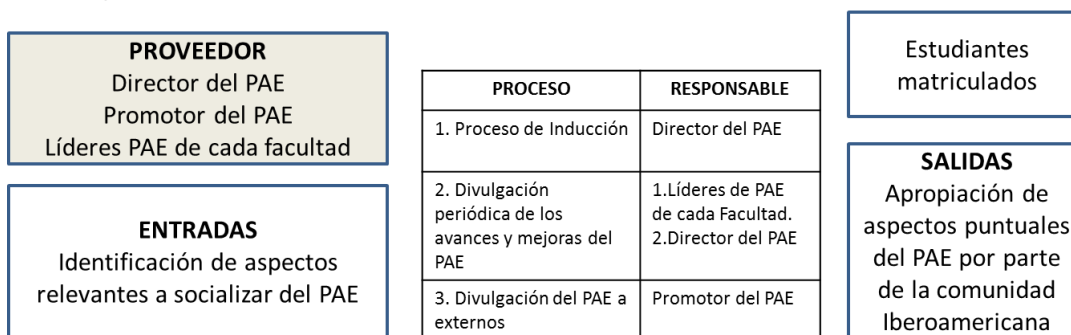 PROVEEDOR
Director del PAE
Promotor del PAE
Líderes PAE de cada facultad
ENTRADAS
Identificación de aspectos
relevantes a socializar del PAE
PROCESO RESPONSABLE
1. Proceso de Inducción Director del PAE
2. Divulgación 1.Líderes de PAE
periódica de los de cada Facultad.
avances y mejoras del 2.Director del PAE
PAE
3. Divulgación del PAE a Promotor del PAE
externos
Estudiantes
matriculados
SALIDAS
Apropiación de
aspectos puntuales
del PAE por parte
de la comunidad
Iberoamericana